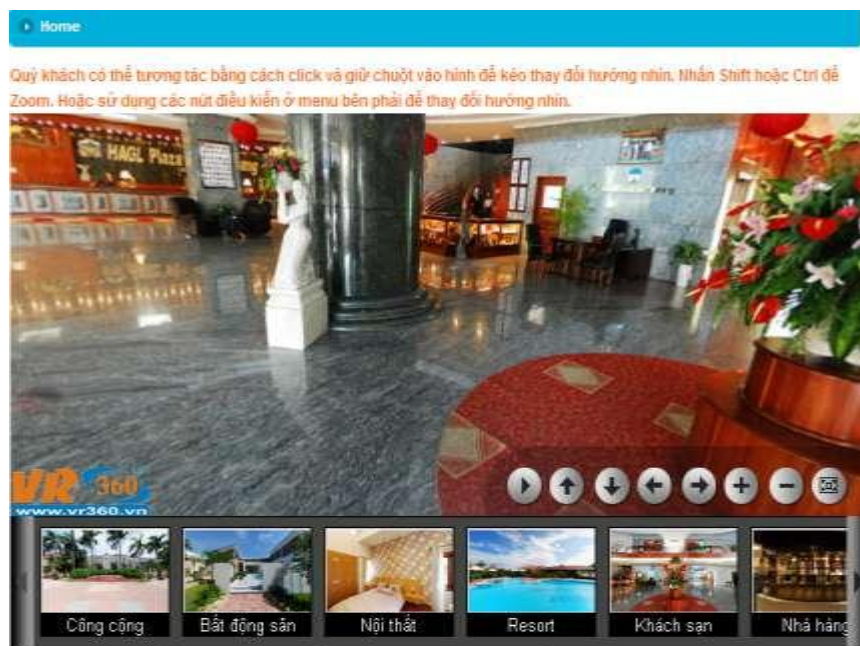 Home
Quý khách có thể tương tác bằng cách click và giữ chuột vào hình để kéo thay đổi hướng nhìn. Nhấn Shift hoặc Ctrl để
Zoom. Hoặc sử dụng các nút điều kiển ở menu bên phải để thay đổi hướng nhìn.
HAGL Plaza
VR 360
www.vr360.vn
Công cộng
Bất động sản
Nội thất
Resort
Khách sạn
Nhà hàng